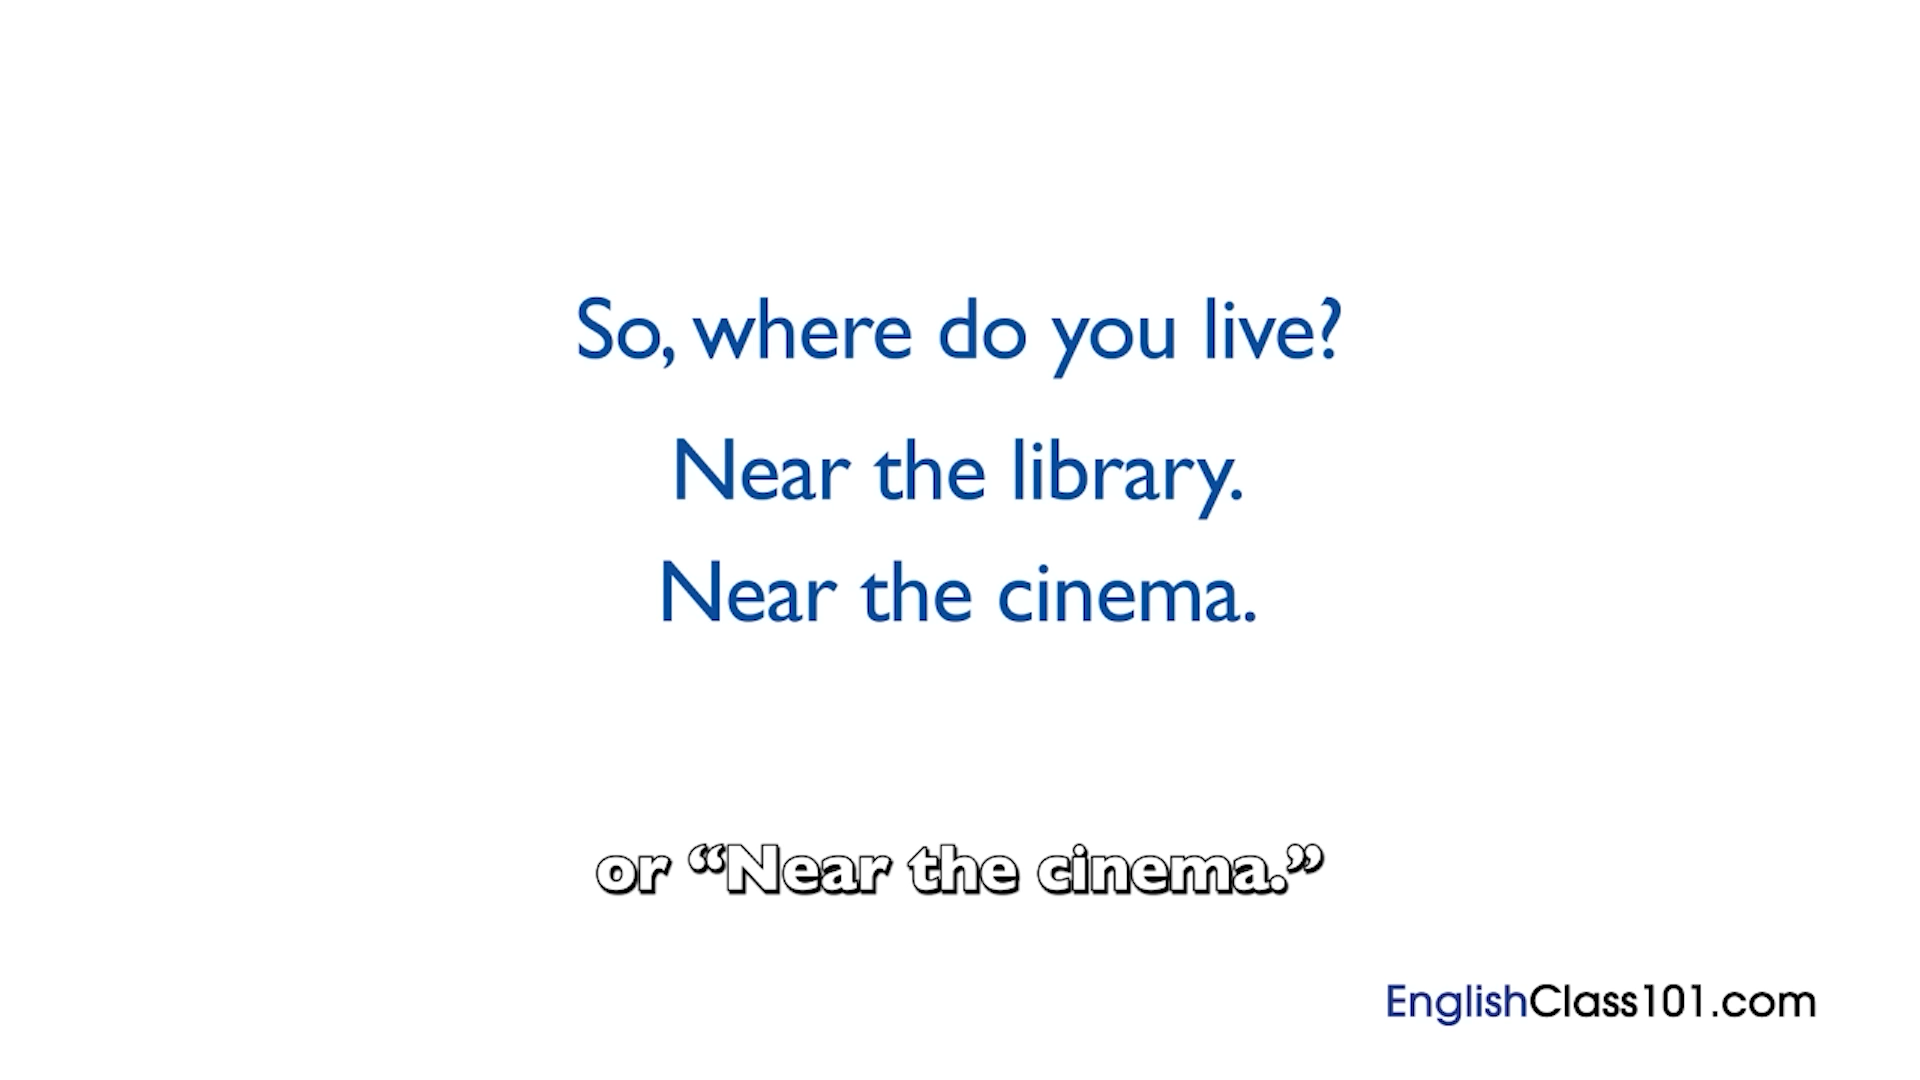 So, where do you live?
Near the library.
Near the cinema.
or “Near the cinema.”
EnglishClass101.com